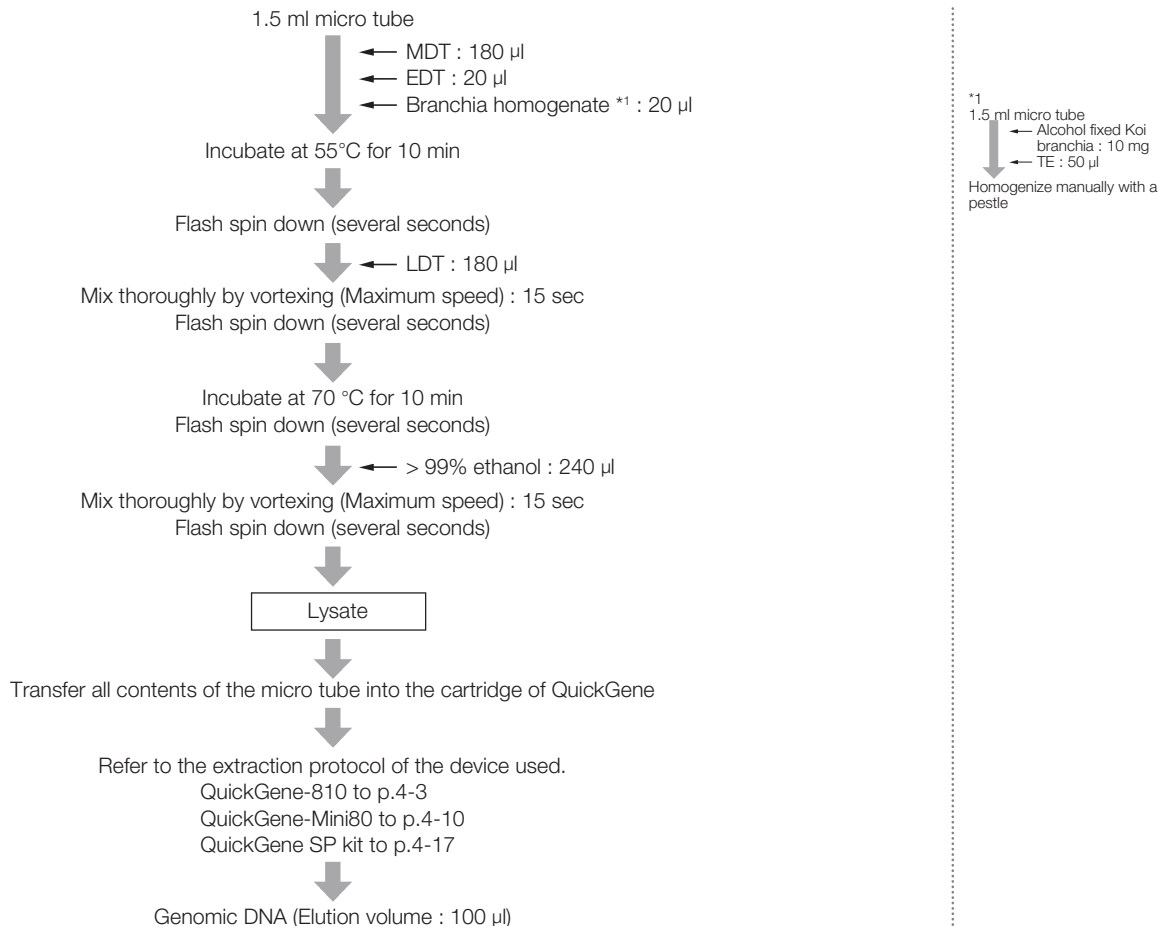 1.5 ml micro tube
MDT : 180 µl
EDT : 20 µl
Branchia homogenate *1 : 20 µl
Incubate at 55°C for 10 min
Flash spin down (several seconds)
LDT : 180 µl
Mix thoroughly by vortexing (Maximum speed) : 15 sec
Flash spin down (several seconds)
Incubate at 70 °C for 10 min
Flash spin down (several seconds)
> 99% ethanol : 240 µl
Mix thoroughly by vortexing (Maximum speed) : 15 sec
Flash spin down (several seconds)
Lysate
Transfer all contents of the micro tube into the cartridge of QuickGene
Refer to the extraction protocol of the device used.
QuickGene-810 to p.4-3
QuickGene-Mini80 to p.4-10
QuickGene SP kit to p.4-17
Genomic DNA (Elution volume : 100 µl)
*1
1.5 ml micro tube
Alcohol fixed Koi
branchia : 10 mg
TE : 50 µl
Homogenize manually with a
pestle